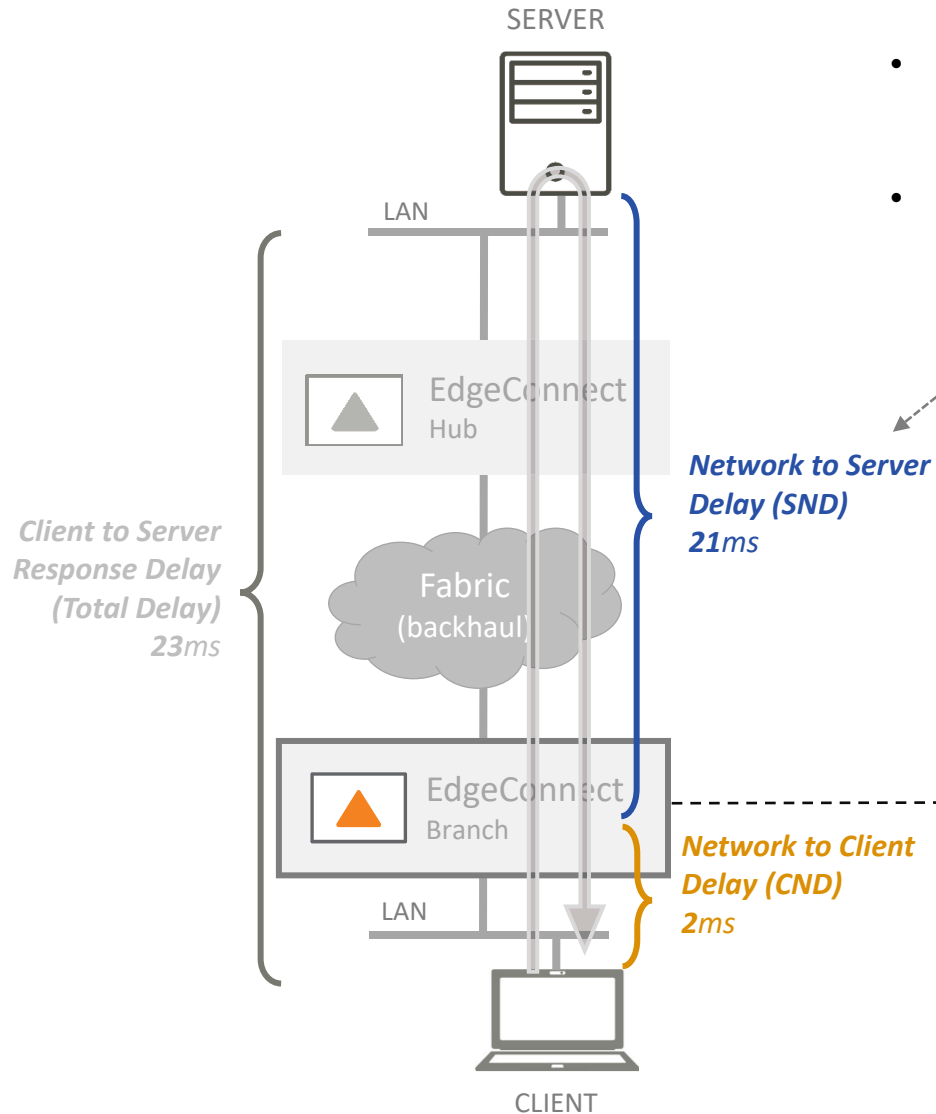 SERVER
•
•
LAN
EdgeConnect
Hub
Network to Server
Delay (SND)
21ms
Client to Server
Response Delay
(Total Delay)
23ms
Fabric
(backhaul)
EdgeConnect
Branch
Network to Client
Delay (CND)
2ms
LAN
CLIENT